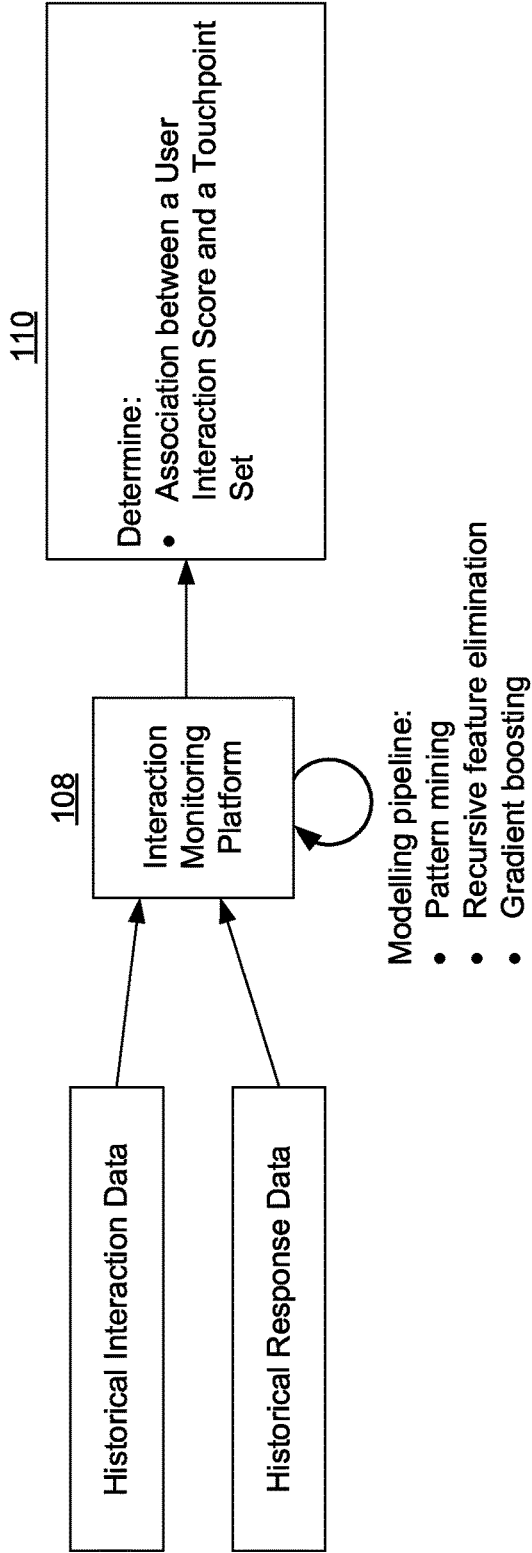 Historical Interaction Data
Historical Response Data
108
Interaction
Monitoring
Platform
Modelling pipeline:
• Pattern mining
• Recursive feature elimination
• Gradient boosting
110
Determine:
• Association between a User
Interaction Score and a Touchpoint
Set